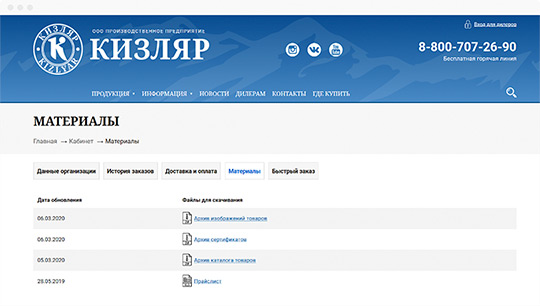 Вход для дилеров
ООО ПРОИЗВОДСТВЕННОЕ ПРЕДПРИЯТИЕ
КИЗЛЯР
КИЗЛЯР
KIZLYAR
8-800-707-26-90
Бесплатная горячая линия
ПРОДУКЦИЯ ИНФОРМАЦИЯ НОВОСТИ ДИЛЕРАМ КОНТАКТЫ ГДЕ КУПИТЬ
МАТЕРИАЛЫ
Главная → Кабинет → Материалы
Данные организации История заказов Доставка и оплата Материалы Быстрый заказ
Дата обновления Файлы для скачивания
06.03.2020 Архив изображений товаров
06.03.2020 Архив сертификатов
05.03.2020 Архив каталога товаров
28.05.2019 Прайслист